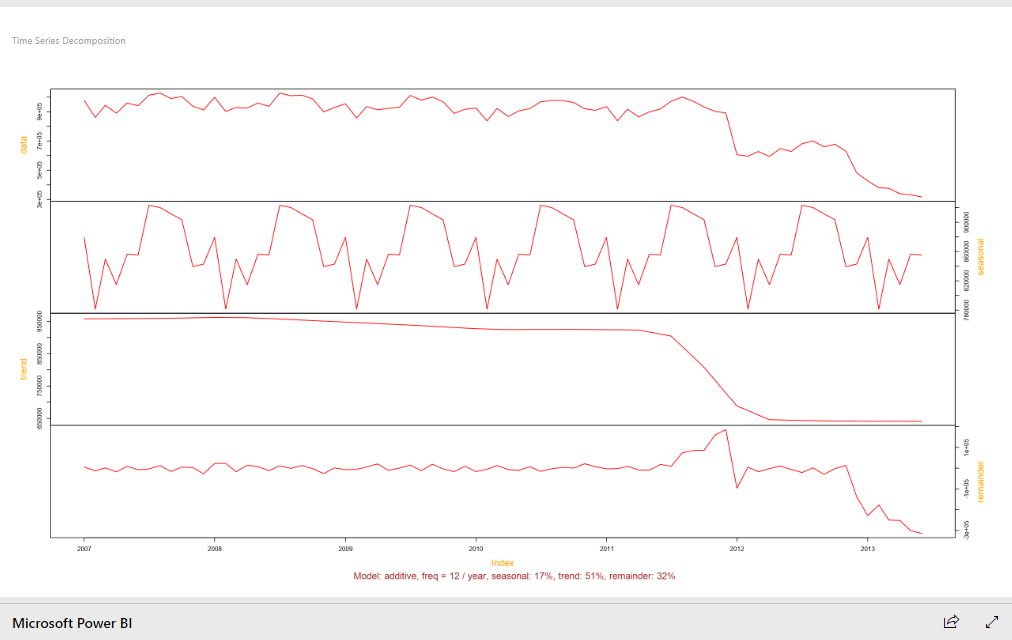 Time Series Decomposition
data
9e+05
7e+05
5e+05
3e+05
seasonal
900000
860000
820000
780000
trend
950000
850000
750000
650000
remainder
1e+05
-1e+05
-3e+05
2007 2008 2009 2010 2011 2012 2013
Index
Model: additive, freq = 12 / year, seasonal: 17%, trend: 51%, remainder: 32%
Microsoft Power BI